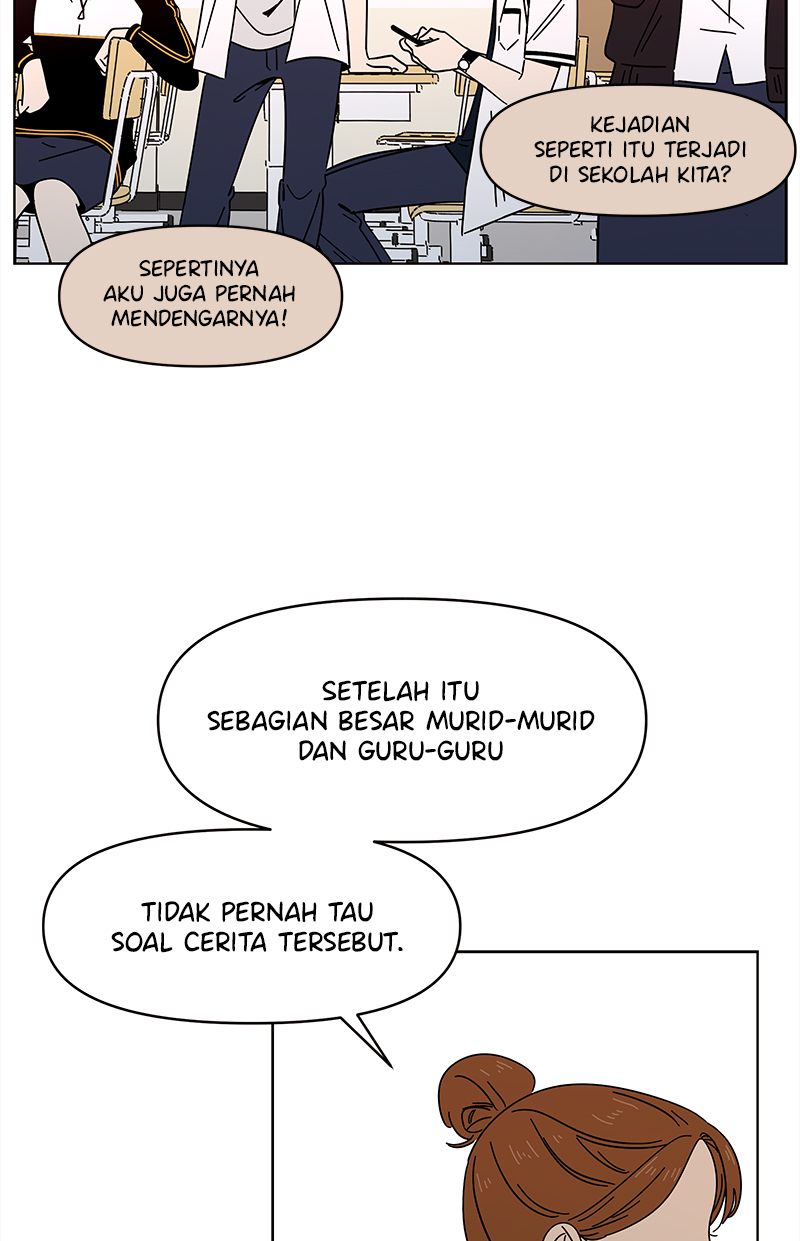 KEJADIAN
SEPERTI ITU TERJADI
DI SEKOLAH KITA?
SEPERTINYA
AKU JUGA PERNAH
MENDENGARNYA!
SETELAH ITU
SEBAGIAN BESAR MURID-MURID
DAN GURU-GURU
TIDAK PERNAH TAU
SOAL CERITA TERSEBUT.